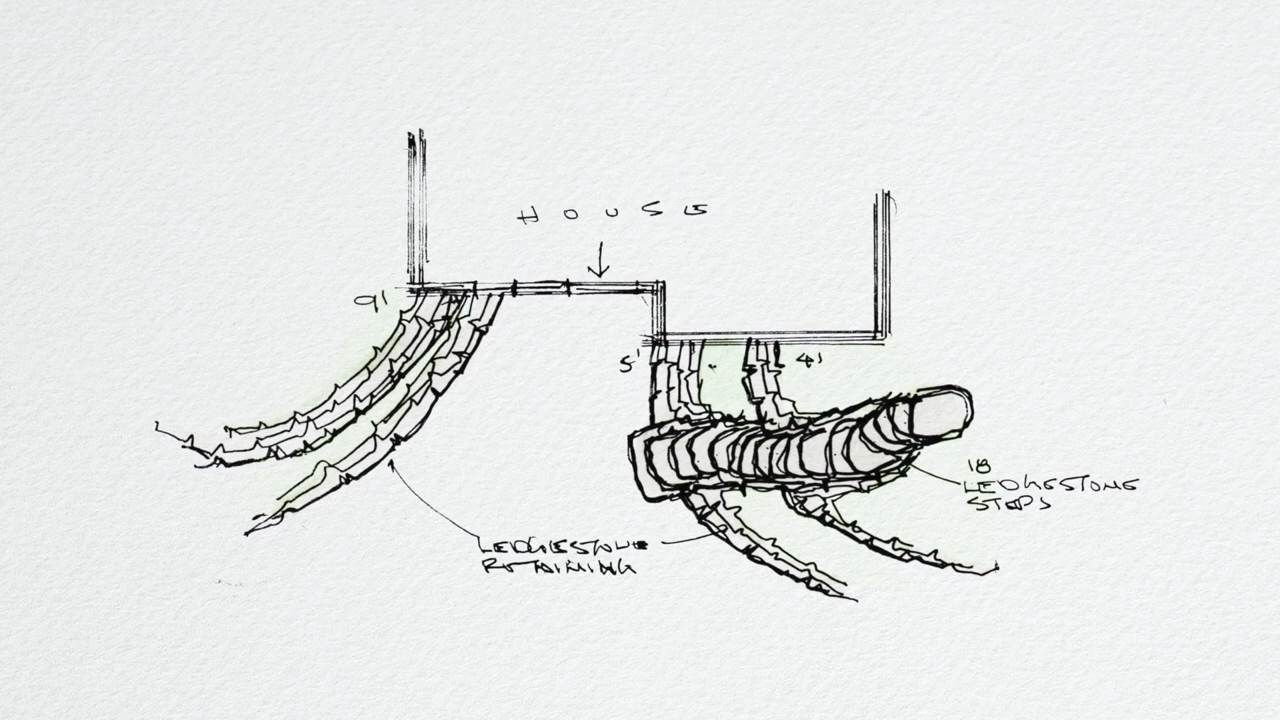 HOUSE
9'
5'
4'
18
LEDGESTONE
STEPS
LEDGESTONE
RETAINING